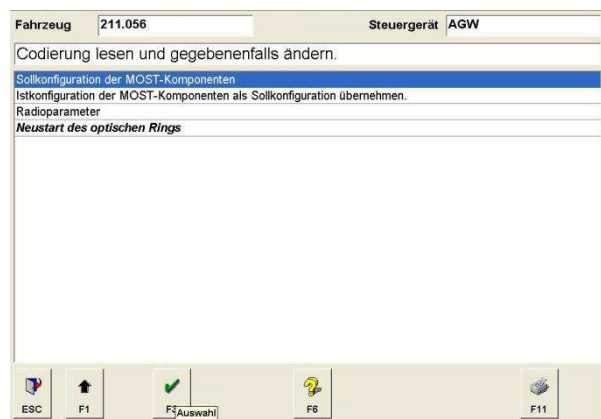 Fahrzeug 211.056 Steuergerät AGW
Codierung lesen und gegebenenfalls ändern.
Sollkonfiguration der MOST-Komponenten
Istkonfiguration der MOST-Komponenten als Sollkonfiguration übernehmen.
Radioparameter
Neustart des optischen Rings
ESC F1 F3 Auswahl F6 F11